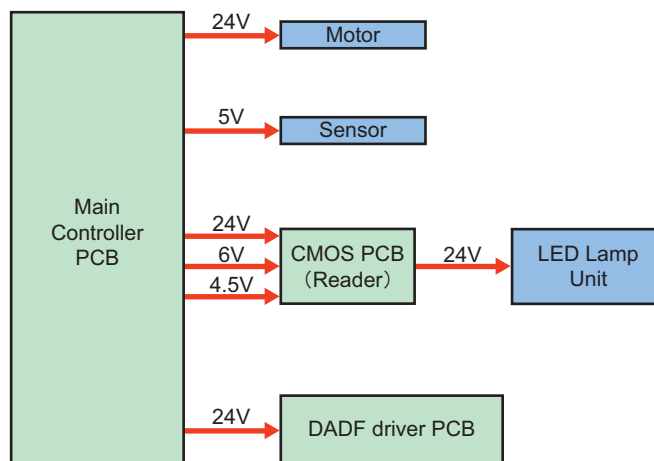 24V
Motor
5V
Sensor
Main
Controller
PCB
24V
6V
4.5V
CMOS PCB
（Reader）
24V
LED Lamp
Unit
24V
DADF driver PCB